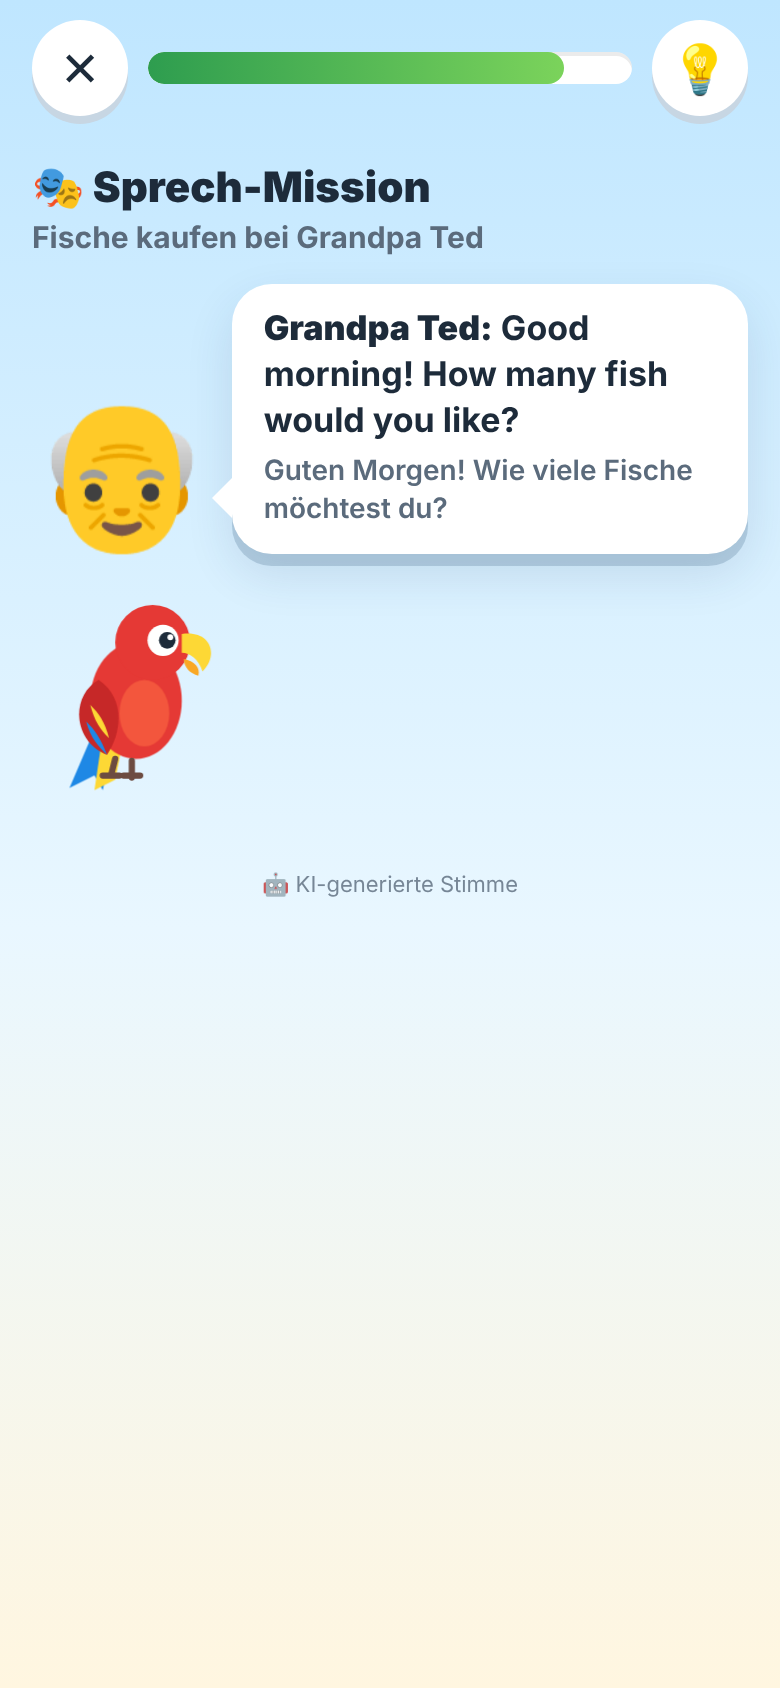 Sprech-Mission
Fische kaufen bei Grandpa Ted
Grandpa Ted: Good
morning! How many fish
would you like?
Guten Morgen! Wie viele Fische
möchtest du?
KI-generierte Stimme